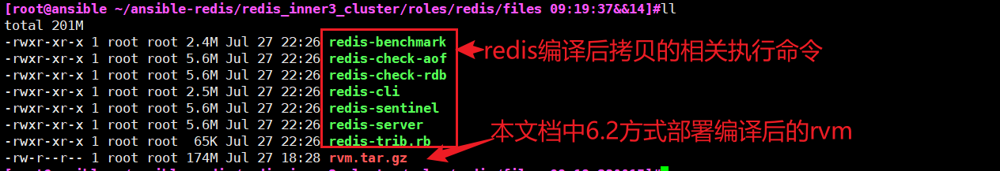 [root@ansible ~/ansible-redis/redis_inner3_cluster/roles/redis/files 09:19:37&&14]#ll
total 201M
-rwxr-xr-x 1 root root 2.4M Jul 27 22:26 redis-benchmark
-rwxr-xr-x 1 root root 5.6M Jul 27 22:26 redis-check-aof
redis编译后拷贝的相关执行命令
-rwxr-xr-x 1 root root 5.6M Jul 27 22:26 redis-check-rdb
-rwxr-xr-x 1 root root 2.5M Jul 27 22:26 redis-cli
-rwxr-xr-x 1 root root 5.6M Jul 27 22:26 redis-sentinel
-rwxr-xr-x 1 root root 5.6M Jul 27 22:26 redis-server
本文档中6.2方式部署编译后的rvm
-rwxr-xr-x 1 root root  65K Jul 27 22:26 redis-trib.rb
-rw-r--r-- 1 root root 174M Jul 27 18:28 rvm.tar.gz